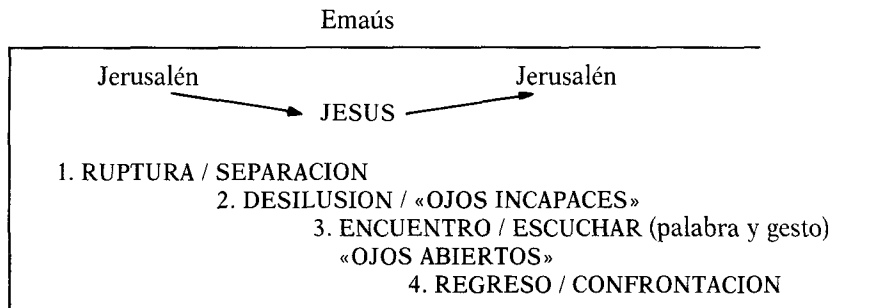 Emaús
Jerusalén Jerusalén
JESUS
1. RUPTURA / SEPARACION
2. DESILUSION / «OJOS INCAPACES»
3. ENCUENTRO / ESCUCHAR (palabra y gesto)
«OJOS ABIERTOS»
4. REGRESO / CONFRONTACION